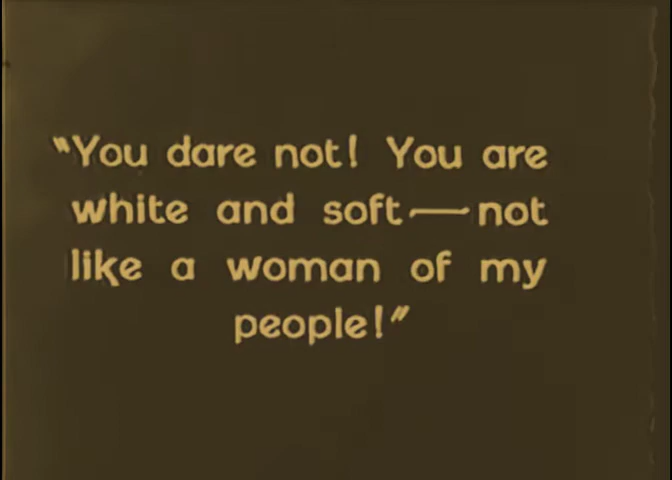 "You dare not! You are
white and soft—not
like a woman of my
people!"